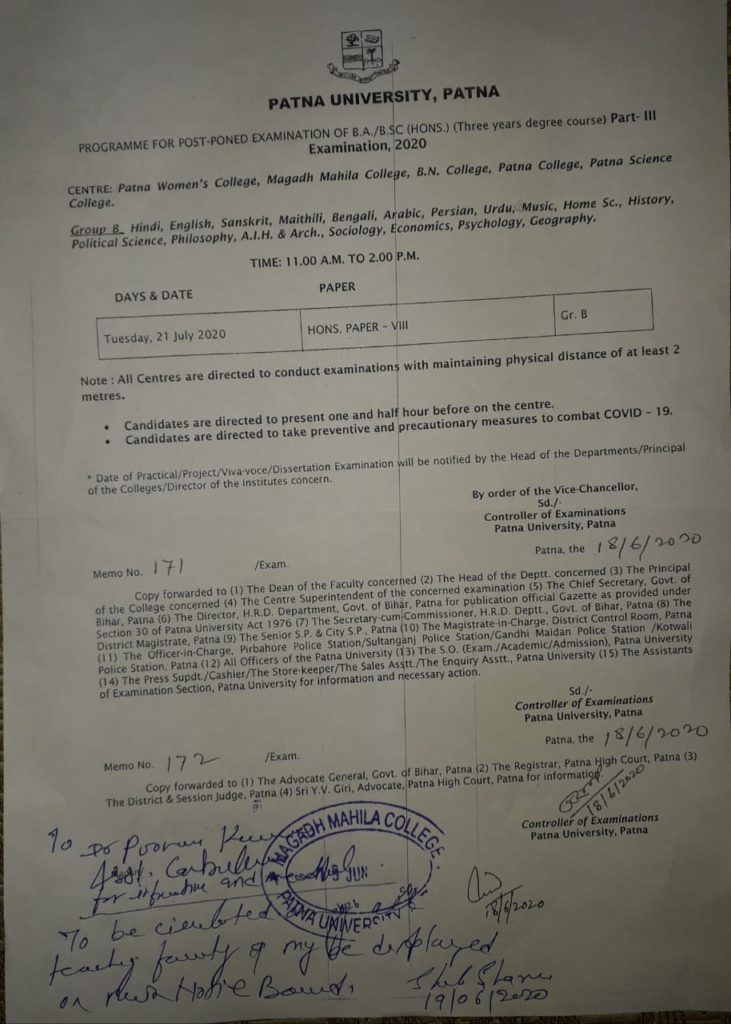 PATNA UNIVERSITY, PATNA
PROGRAMME FOR POST-PONED EXAMINATION OF B.A./B.SC (HONS.) (Three years degree course) Part- III
Examination, 2020
CENTRE: Patna Women's College, Magadh Mahila College, B.N. College, Patna College, Patna Science
College.
Group B_ Hindi, English, Sanskrit, Maithili, Bengali, Arabic, Persian, Urdu, Music, Home Sc., History,
Political Science, Philosophy, A.I.H. & Arch., Sociology, Economics, Psychology, Geography.
TIME: 11.00 A.M. TO 2.00 P.M.
DAYS & DATE PAPER
Tuesday, 21 July 2020 HONS. PAPER - VIII Gr. B
Note : All Centres are directed to conduct examinations with maintaining physical distance of at least 2
metres.
• Candidates are directed to present one and half hour before on the centre.
• Candidates are directed to take preventive and precautionary measures to combat COVID - 19.
* Date of Practical/Project/Viva-voce/Dissertation Examination will be notified by the Head of the Departments/Principal
of the Colleges/Director of the Institutes concern.
By order of the Vice-Chancellor,
Sd./-
Controller of Examinations
Patna University, Patna
Memo No. 171 /Exam. Patna, the 18/6/2020
Copy forwarded to (1) The Dean of the Faculty concerned (2) The Head of the Deptt. concerned (3) The Principal
of the College concerned (4) The Centre Superintendent of the concerned examination (5) The Chief Secretary, Govt. of
Bihar, Patna (6) The Director, H.R.D. Department, Govt. of Bihar, Patna for publication official Gazette as provided under
Section 30 of Patna University Act 1976 (7) The Secretary-cum-Commissioner, H.R.D. Deptt., Govt. of Bihar, Patna (8) The
District Magistrate, Patna (9) The Senior S.P. & City S.P., Patna (10) The Magistrate-in-Charge, District Control Room, Patna
(11) The Officer-in-Charge, Pirbahore Police Station/Sultanganj Police Station/Gandhi Maidan Police Station /Kotwali
Police Station, Patna (12) All Officers of the Patna University (13) The S.O. (Exam./Academic/Admission), Patna University
(14) The Press Supdt./Cashier/The Store-keeper/The Sales Asstt./The Enquiry Asstt., Patna University (15) The Assistants
of Examination Section, Patna University for information and necessary action.
Sd./-
Controller of Examinations
Patna University, Patna
Memo No. 172 /Exam. Patna, the 18/6/2020
Copy forwarded to (1) The Advocate General, Govt. of Bihar, Patna (2) The Registrar, Patna High Court, Patna (3)
The District & Session Judge, Patna (4) Sri Y.V. Giri, Advocate, Patna High Court, Patna for information.
18/6/2020
Controller of Examinations
Patna University, Patna
MAGADH MAHILA COLLEGE
JUN
PATNA UNIVERSITY
To Dr Poonam
for and
18/6/2020
To be
teaching be displayed
on Notice Board.
19/06/2020